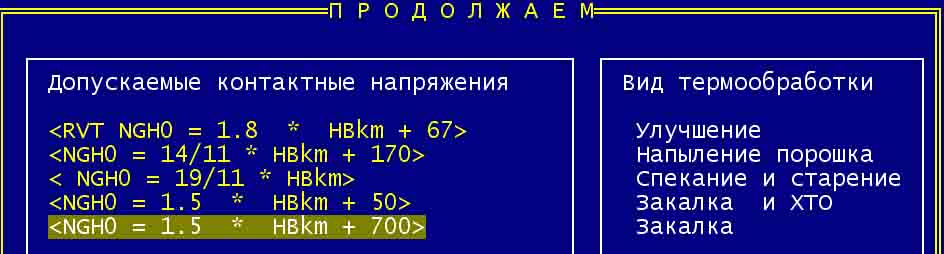 П Р О Д О Л Ж А Е М
Допускаемые контактные напряжения
<RVT NGH0 = 1.8  *  HBkm + 67>
<NGH0 = 14/11 * HBkm + 170>
< NGH0 = 19/11 * HBkm>
<NGH0 = 1.5  *  HBkm + 50>
<NGH0 = 1.5  *  HBkm + 700>
Вид термообработки
Улучшение
Напыление порошка
Спекание и старение
Закалка  и ХТО
Закалка